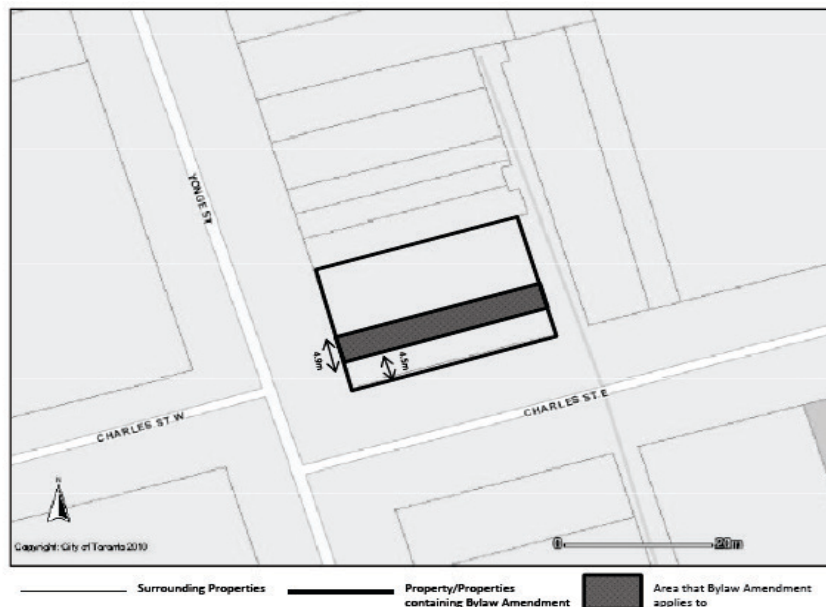 YONGE ST
4.9m
4.5m
CHARLES ST W
CHARLES ST E
N
Copyright: City of Toronto 2010
0 20m
Surrounding Properties
Property/Properties
containing Bylaw Amendment
Area that Bylaw Amendment
applies to